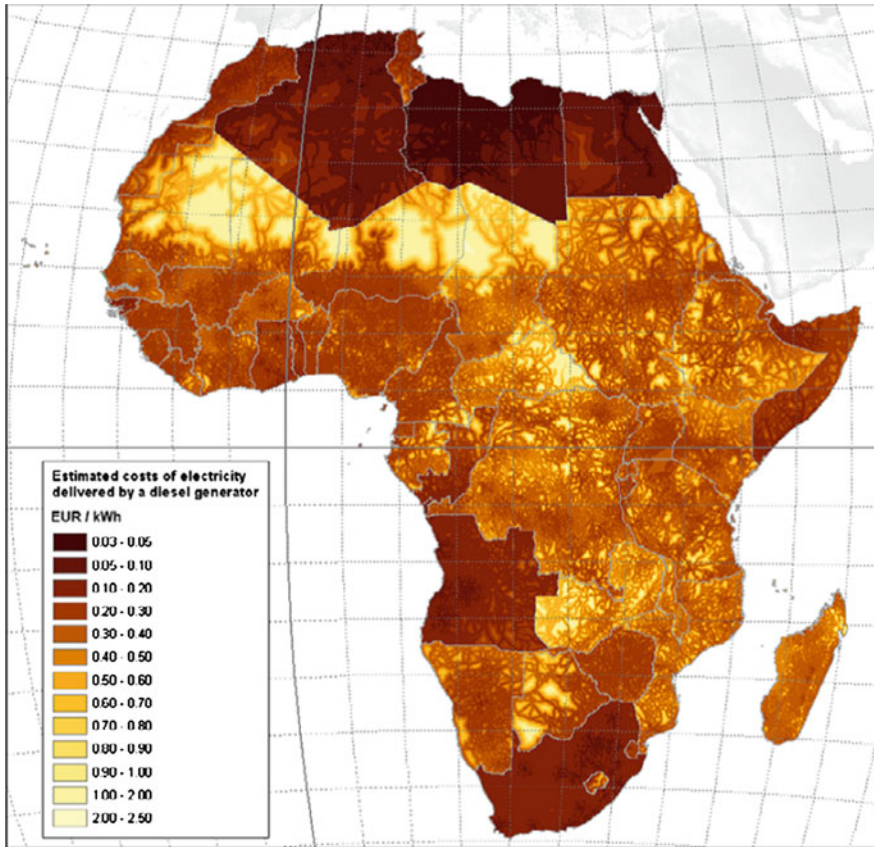 Estimated costs of electricity
delivered by a diesel generator
EUR / kWh
0.03 - 0.05
0.05 - 0.10
0.10 - 0.20
0.20 - 0.30
0.30 - 0.40
0.40 - 0.50
0.50 - 0.60
0.60 - 0.70
0.70 - 0.80
0.80 - 0.90
0.90 - 1.00
1.00 - 2.00
2.00 - 2.50